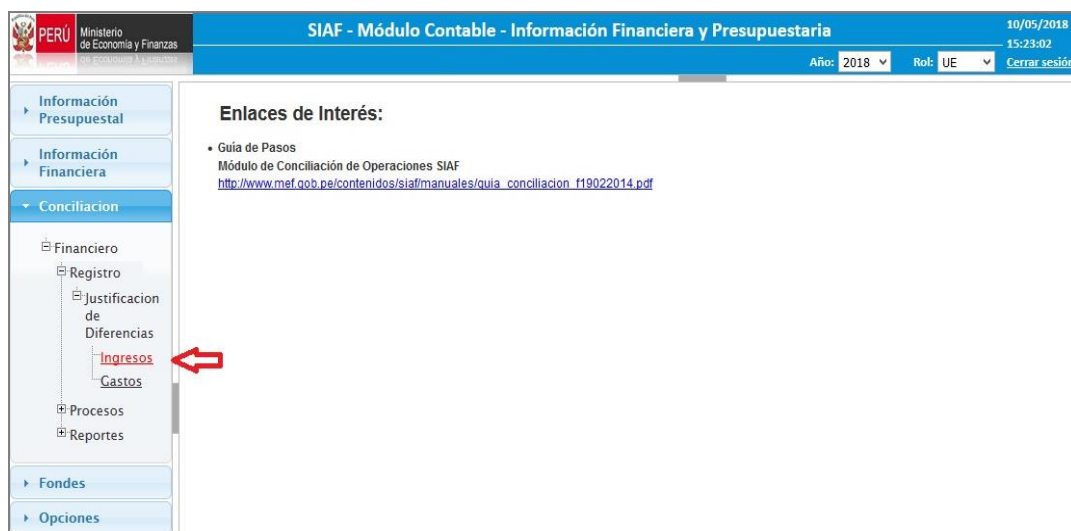 PERÚ
Ministerio
de Economía y Finanzas
SIAF - Módulo Contable - Información Financiera y Presupuestaria
10/05/2018
15:23:02
Año: 2018 Rol: UE Cerrar sesión
Información
Presupuestal
Información
Financiera
Conciliacion
Financiero
Registro
Justificacion
de
Diferencias
Ingresos
Gastos
Procesos
Reportes
Fondes
Opciones
Enlaces de Interés:
• Guía de Pasos
Módulo de Conciliación de Operaciones SIAF
http://www.mef.gob.pe/contenidos/siaf/manuales/guia_conciliacion_f19022014.pdf